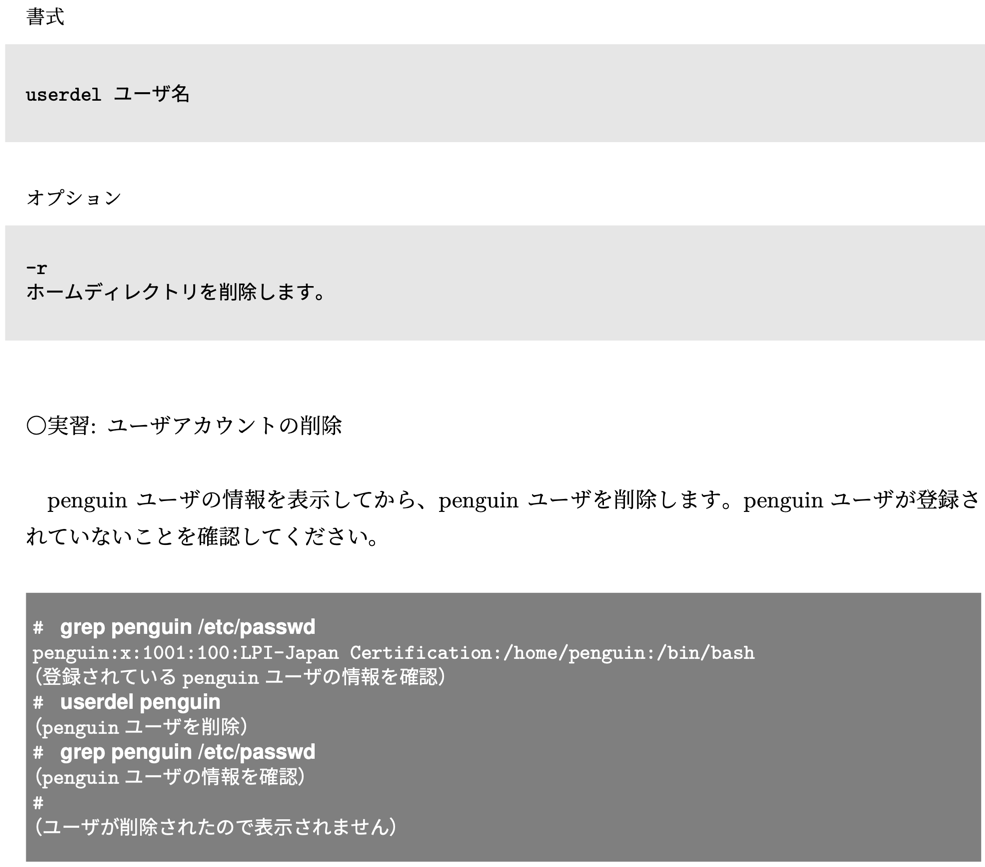 書式
userdel ユーザ名
オプション
-r
ホームディレクトリを削除します。
○実習: ユーザアカウントの削除
penguin ユーザの情報を表示してから、penguin ユーザを削除します。penguin ユーザが登録さ
れていないことを確認してください。
# grep penguin /etc/passwd
penguin:x:1001:100:LPI-Japan Certification:/home/penguin:/bin/bash
（登録されている penguin ユーザの情報を確認）
# userdel penguin
（penguin ユーザを削除）
# grep penguin /etc/passwd
（penguin ユーザの情報を確認）
#
（ユーザが削除されたので表示されません）